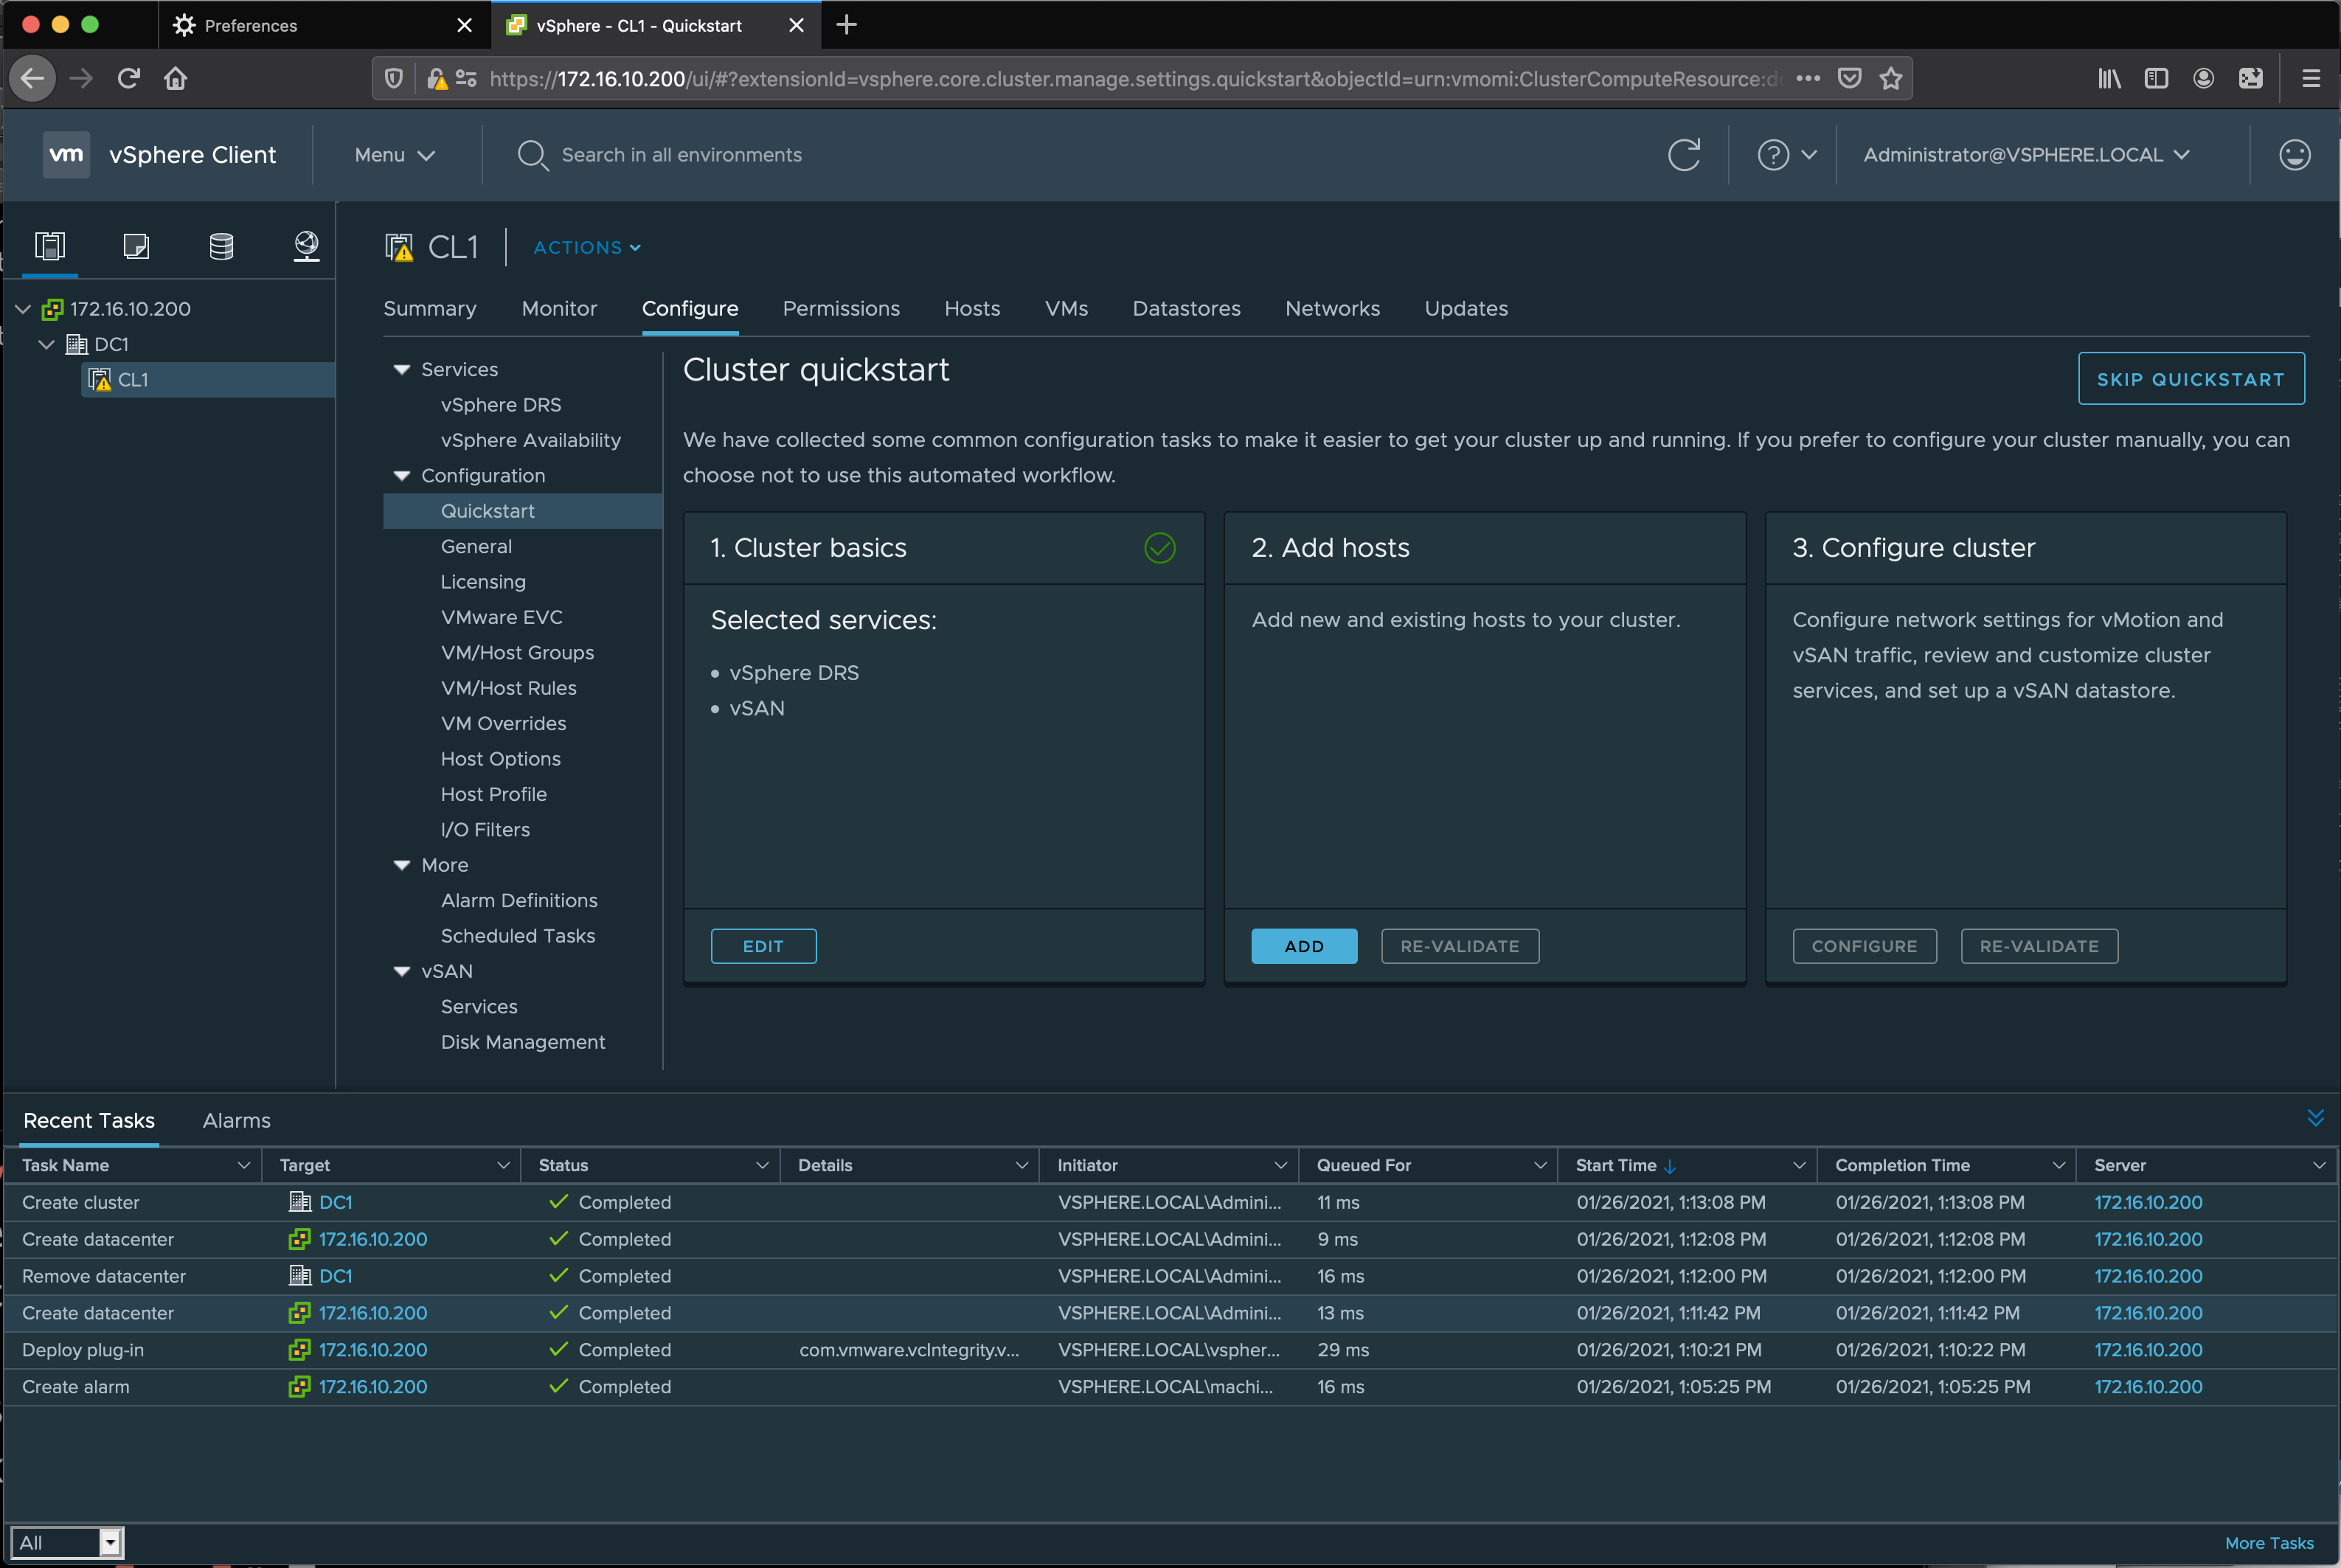 Preferences
vSphere - CL1 - Quickstart
https://172.16.10.200/ui/#?extensionId=vsphere.core.cluster.manage.settings.quickstart&objectId=urn:vmomi:ClusterComputeResource:d
vm vSphere Client
Menu
Search in all environments
Administrator@VSPHERE.LOCAL
172.16.10.200
DC1
CL1
CL1
ACTIONS
Summary Monitor Configure Permissions Hosts VMs Datastores Networks Updates
Services
vSphere DRS
vSphere Availability
Configuration
Quickstart
General
Licensing
VMware EVC
VM/Host Groups
VM/Host Rules
VM Overrides
Host Options
Host Profile
I/O Filters
More
Alarm Definitions
Scheduled Tasks
vSAN
Services
Disk Management
Cluster quickstart
SKIP QUICKSTART
We have collected some common configuration tasks to make it easier to get your cluster up and running. If you prefer to configure your cluster manually, you can
choose not to use this automated workflow.
1. Cluster basics
Selected services:
• vSphere DRS
• vSAN
EDIT
2. Add hosts
Add new and existing hosts to your cluster.
ADD RE-VALIDATE
3. Configure cluster
Configure network settings for vMotion and
vSAN traffic, review and customize cluster
services, and set up a vSAN datastore.
CONFIGURE RE-VALIDATE
Recent Tasks Alarms
Task Name Target Status Details Initiator Queued For Start Time Completion Time Server
Create cluster DC1 Completed VSPHERE.LOCAL\Admini... 11 ms 01/26/2021, 1:13:08 PM 01/26/2021, 1:13:08 PM 172.16.10.200
Create datacenter 172.16.10.200 Completed VSPHERE.LOCAL\Admini... 9 ms 01/26/2021, 1:12:08 PM 01/26/2021, 1:12:08 PM 172.16.10.200
Remove datacenter DC1 Completed VSPHERE.LOCAL\Admini... 16 ms 01/26/2021, 1:12:00 PM 01/26/2021, 1:12:00 PM 172.16.10.200
Create datacenter 172.16.10.200 Completed VSPHERE.LOCAL\Admini... 13 ms 01/26/2021, 1:11:42 PM 01/26/2021, 1:11:42 PM 172.16.10.200
Deploy plug-in 172.16.10.200 Completed com.vmware.vcIntegrity.v... VSPHERE.LOCAL\vspher... 29 ms 01/26/2021, 1:10:21 PM 01/26/2021, 1:10:22 PM 172.16.10.200
Create alarm 172.16.10.200 Completed VSPHERE.LOCAL\machi... 16 ms 01/26/2021, 1:05:25 PM 01/26/2021, 1:05:25 PM 172.16.10.200
All
More Tasks